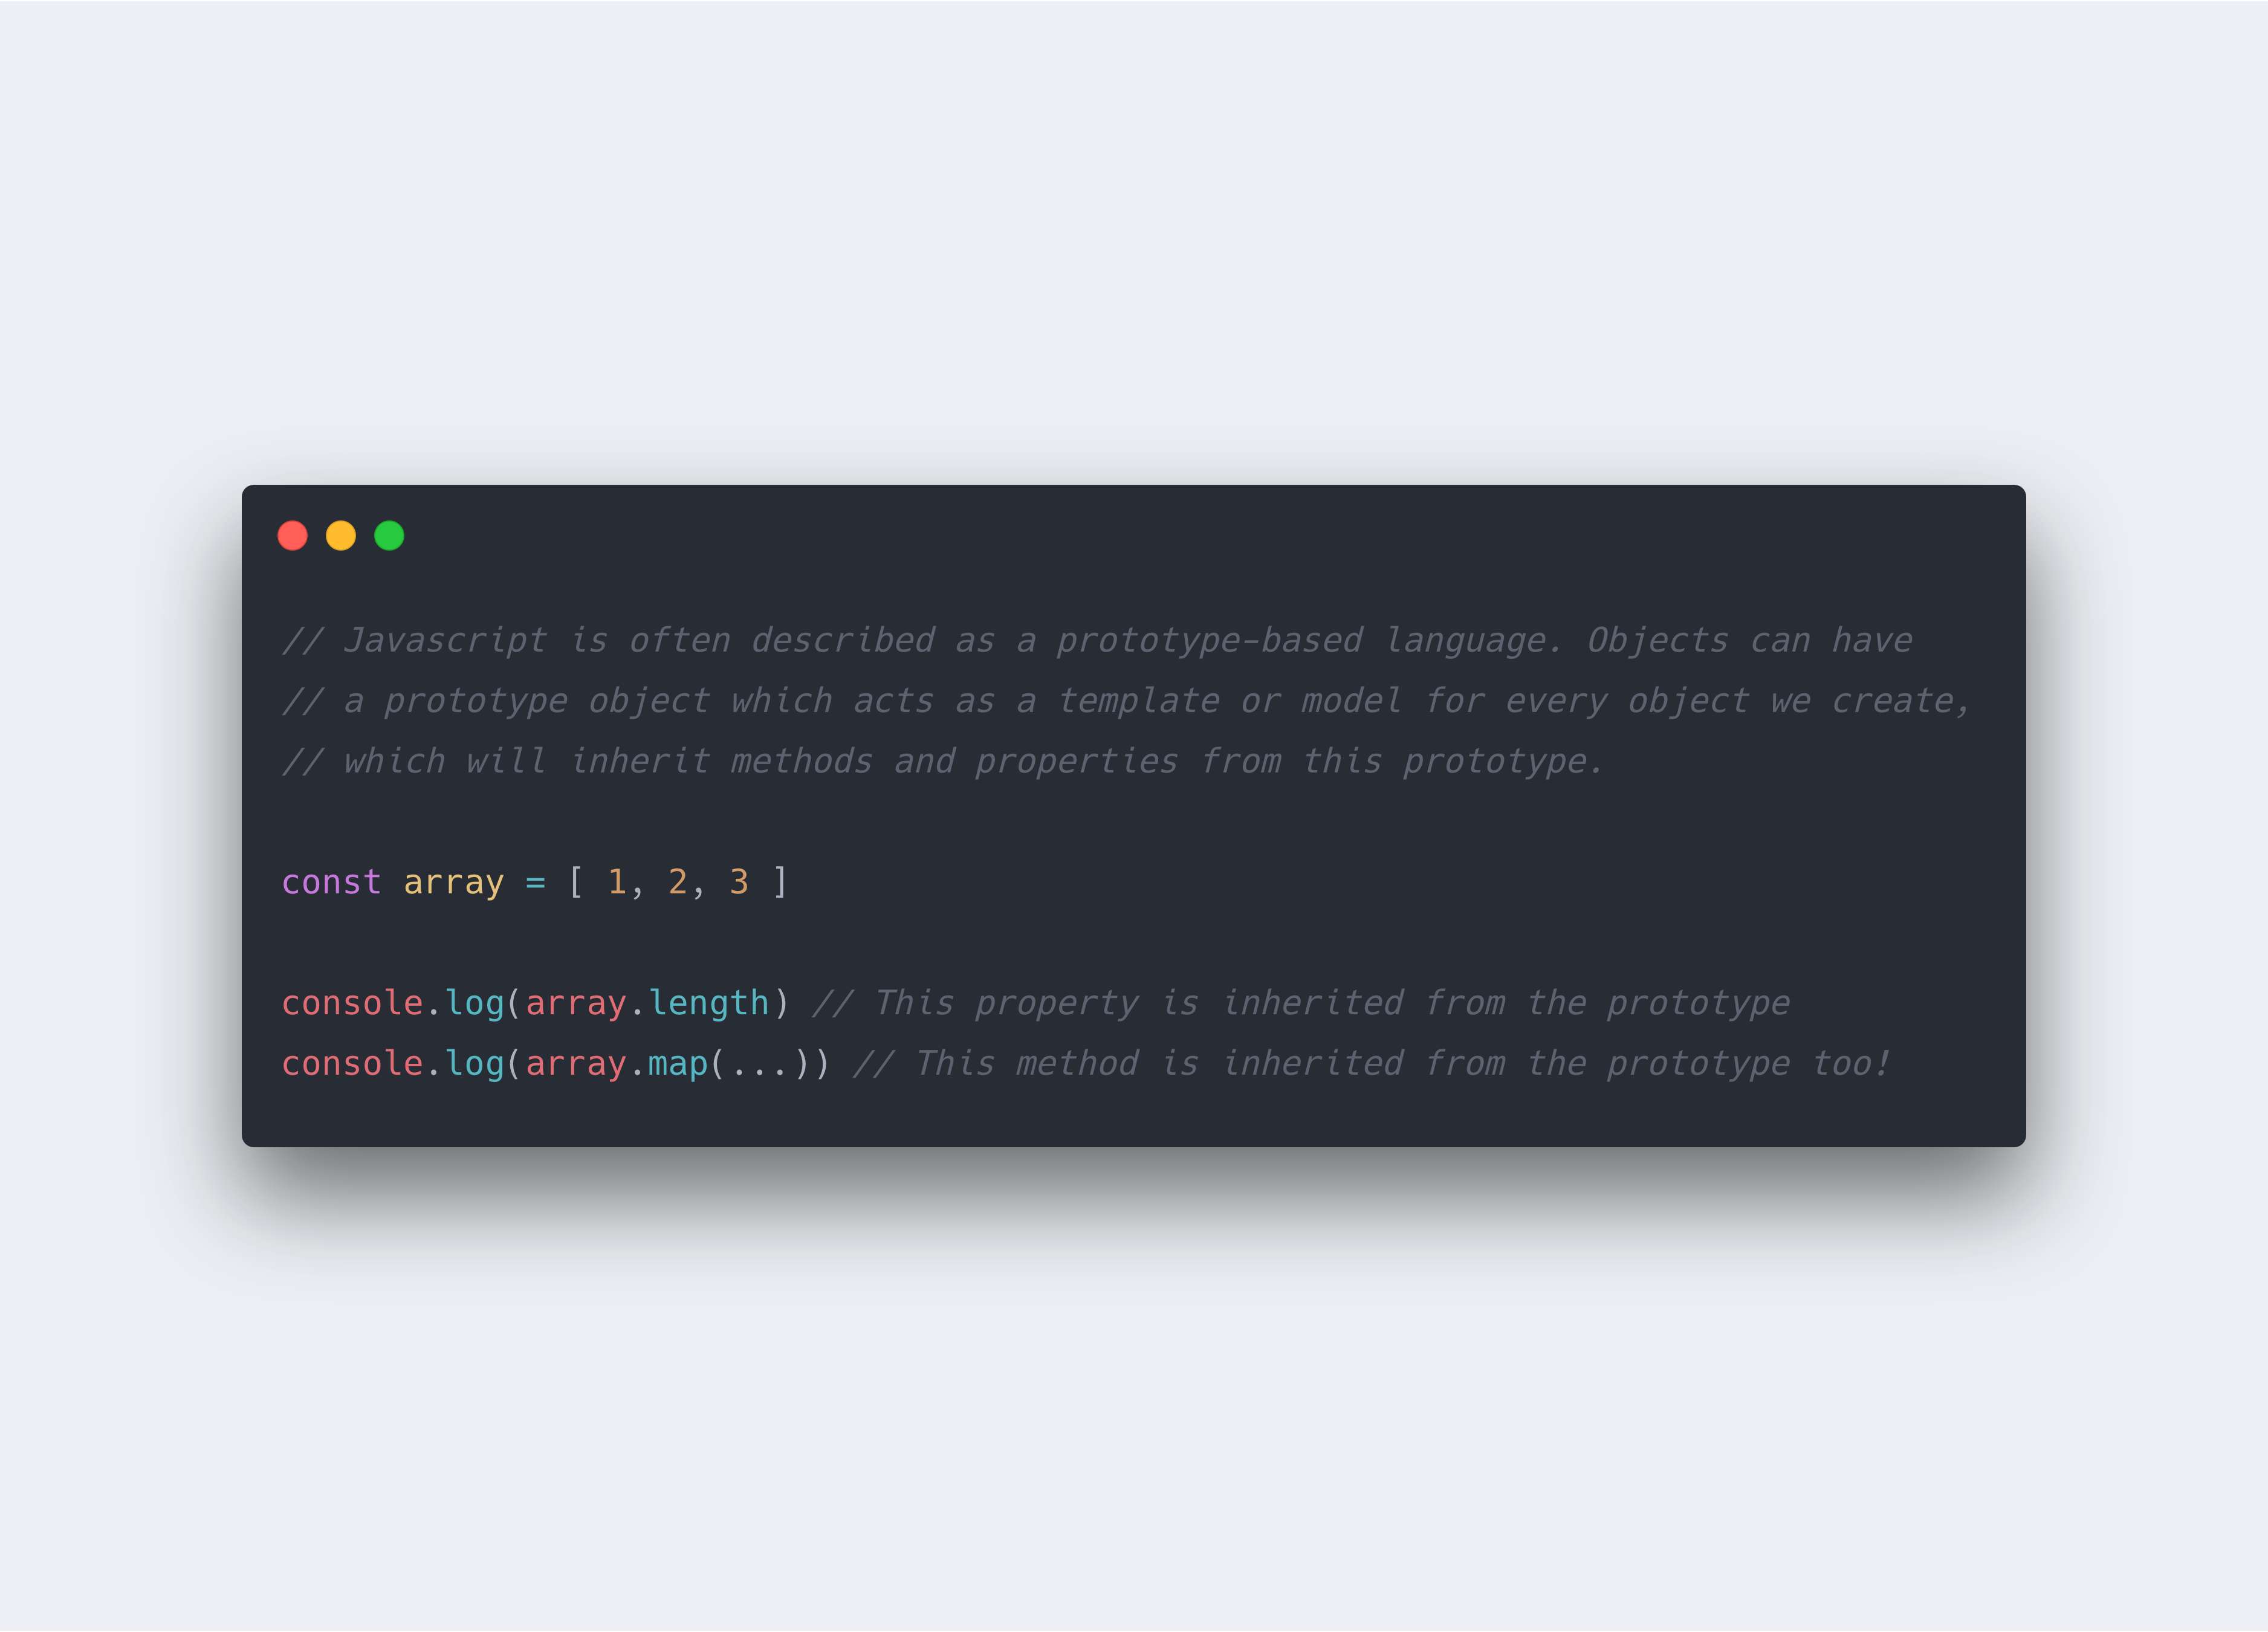 // Javascript is often described as a prototype-based language. Objects can have
// a prototype object which acts as a template or model for every object we create,
// which will inherit methods and properties from this prototype.
const array = [ 1, 2, 3 ]
console.log(array.length) // This property is inherited from the prototype
console.log(array.map(...)) // This method is inherited from the prototype too!